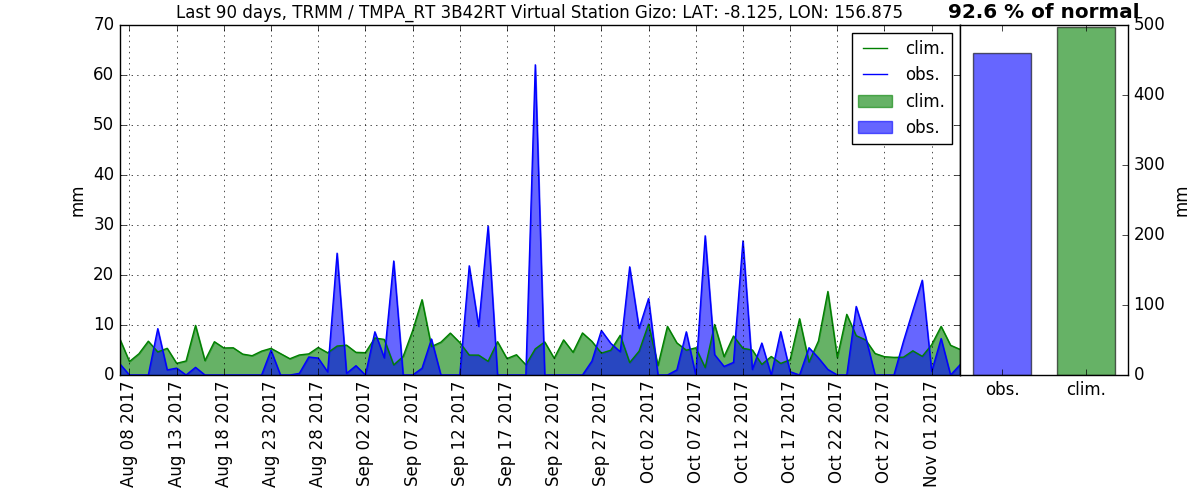 Last 90 days, TRMM / TMPA_RT 3B42RT Virtual Station Gizo: LAT: -8.125, LON: 156.875
92.6 % of normal
70
60
50
40
30
20
10
0
mm
clim.
obs.
clim.
obs.
500
400
300
200
100
0
mm
obs.
clim.
Aug 08 2017
Aug 13 2017
Aug 18 2017
Aug 23 2017
Aug 28 2017
Sep 02 2017
Sep 07 2017
Sep 12 2017
Sep 17 2017
Sep 22 2017
Sep 27 2017
Oct 02 2017
Oct 07 2017
Oct 12 2017
Oct 17 2017
Oct 22 2017
Oct 27 2017
Nov 01 2017